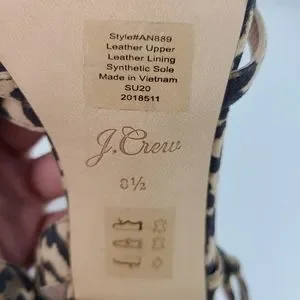 Style#AN889
Leather Upper
Leather Lining
Synthetic Sole
Made in Vietnam
SU20
2018511
J.Crew
8½